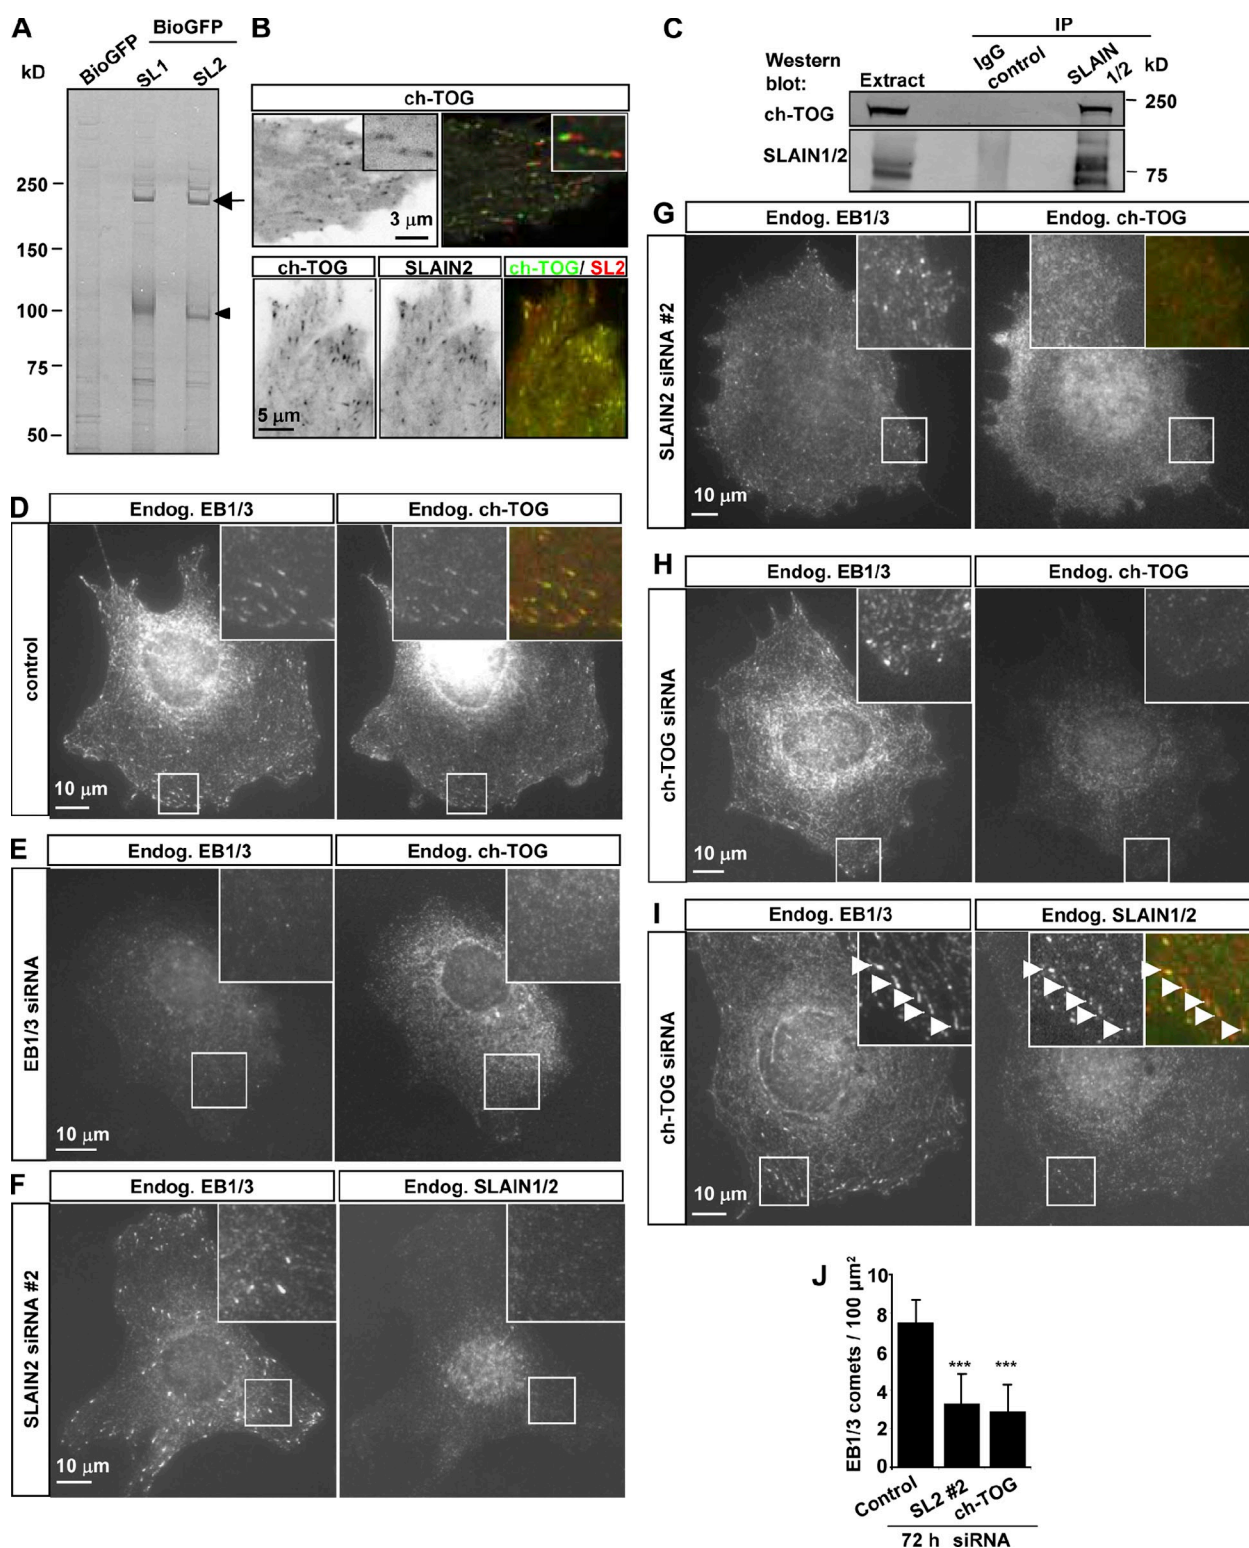 A
BioGFP
kD
BioGFP
SL1
SL2
250
150
100
75
50
B
ch-TOG
3 μm
ch-TOG
SLAIN2
ch-TOG/ SL2
5 μm
C
IP
Western
blot:
Extract
IgG
control
SLAIN
1/2
kD
ch-TOG
250
SLAIN1/2
75
D
Endog. EB1/3
Endog. ch-TOG
control
10 μm
E
Endog. EB1/3
Endog. ch-TOG
EB1/3 siRNA
10 μm
F
Endog. EB1/3
Endog. SLAIN1/2
SLAIN2 siRNA #2
10 μm
G
Endog. EB1/3
Endog. ch-TOG
SLAIN2 siRNA #2
10 μm
H
Endog. EB1/3
Endog. ch-TOG
ch-TOG siRNA
10 μm
I
Endog. EB1/3
Endog. SLAIN1/2
ch-TOG siRNA
10 μm
J
EB1/3 comets / 100 μm²
10
8
6
4
2
0
***
***
Control
SL2 #2
ch-TOG
72 h siRNA